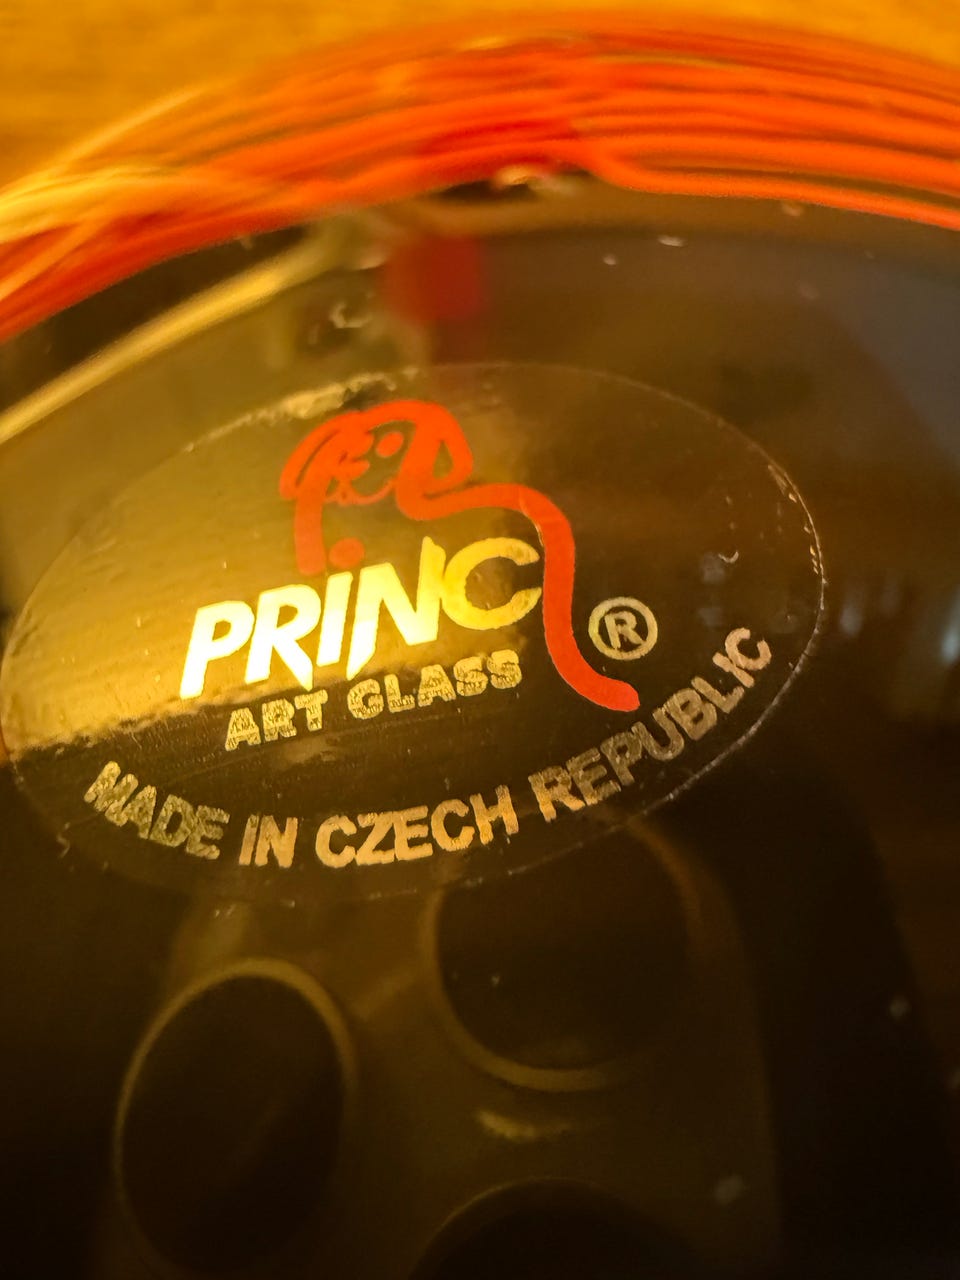 PRINC
ART GLASS
®
MADE IN CZECH REPUBLIC